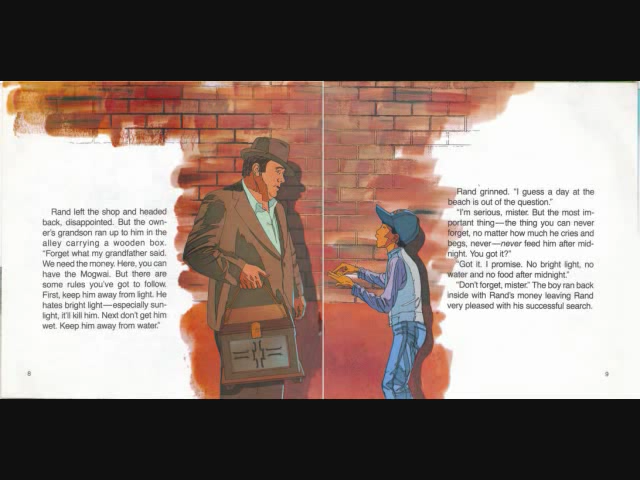 Rand left the shop and headed
back, disappointed. But the own-
er's grandson ran up to him in the
alley carrying a wooden box.
"Forget what my grandfather said.
We need the money. Here, you can
have the Mogwai. But there are
some rules you've got to follow.
First, keep him away from light. He
hates bright light—especially sun-
light, it'll kill him. Next don't get him
wet. Keep him away from water."
8
Rand grinned. "I guess a day at the
beach is out of the question."
"I'm serious, mister. But the most im-
portant thing—the thing you can never
forget, no matter how much he cries and
begs, never—never feed him after mid-
night. You got it?"
"Got it. I promise. No bright light, no
water and no food after midnight."
"Don't forget, mister." The boy ran back
inside with Rand's money leaving Rand
very pleased with his successful search.
9